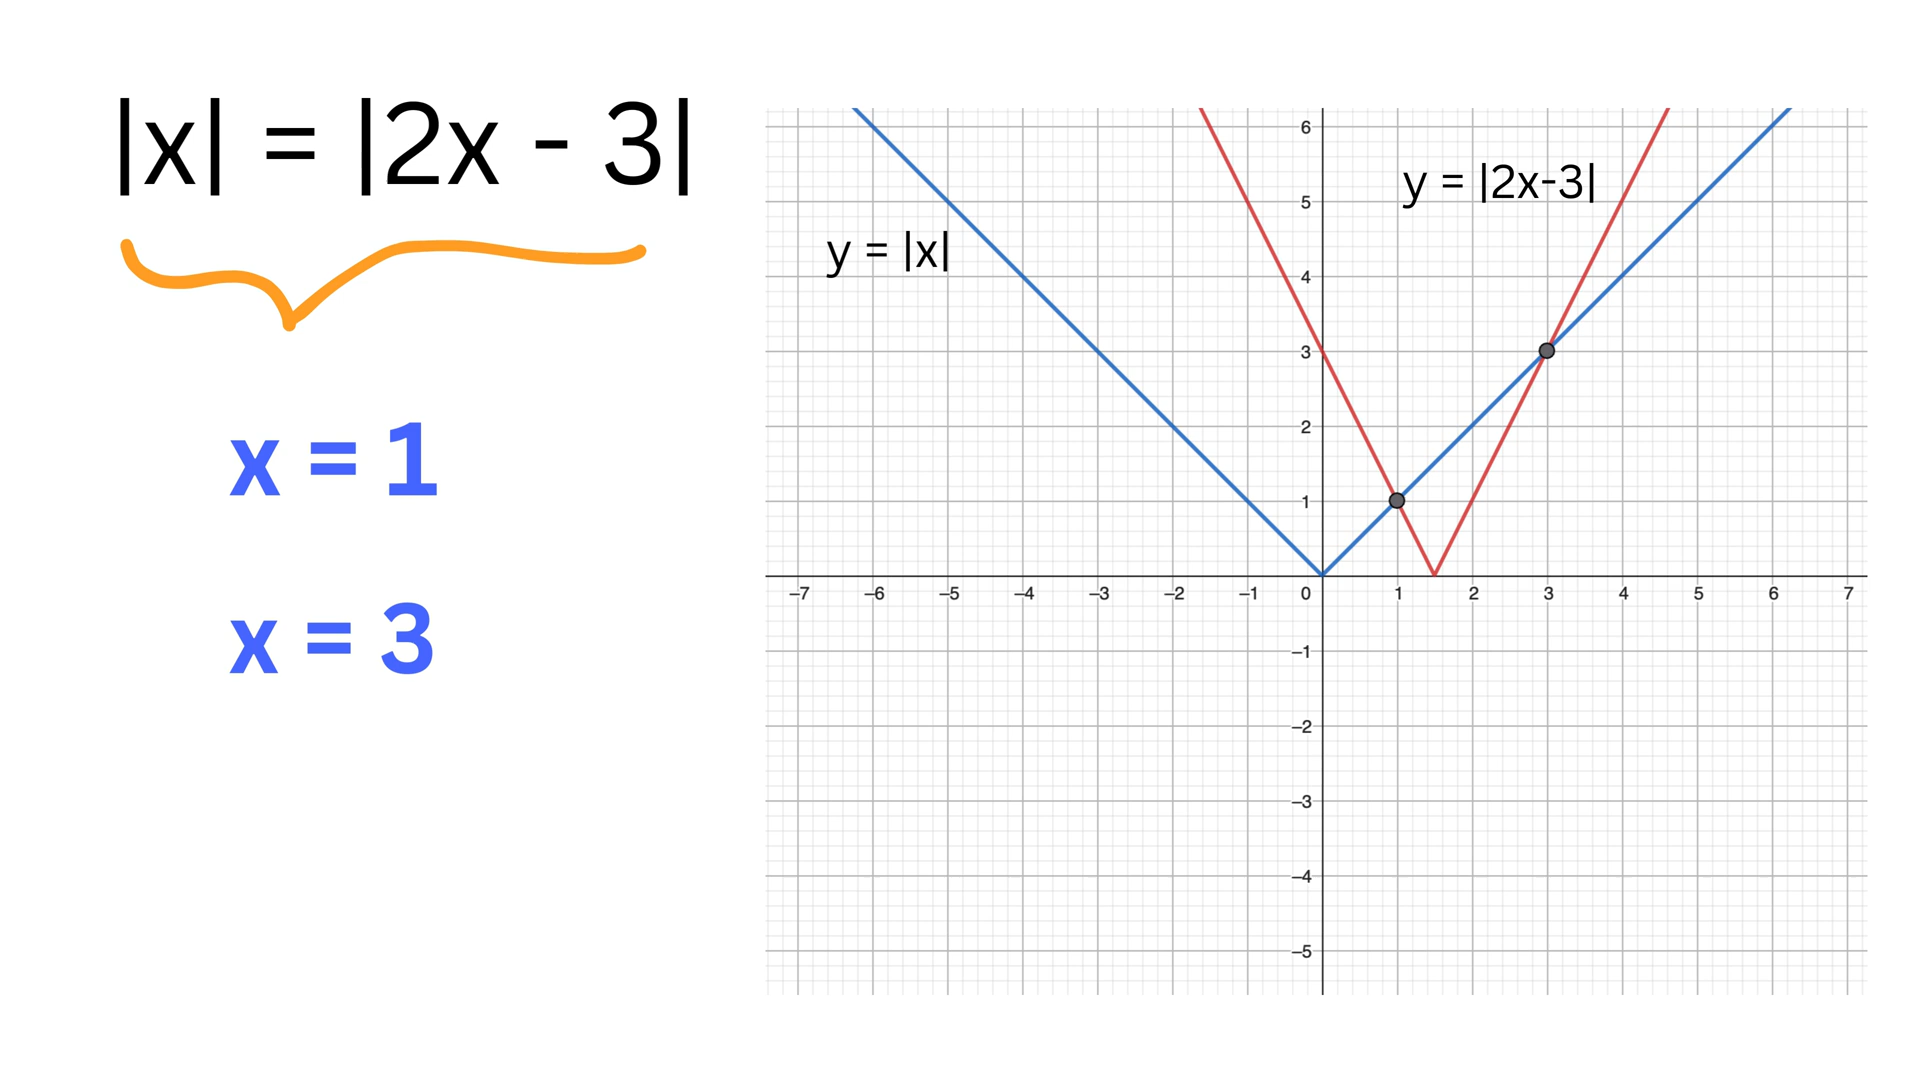 |x| = |2x - 3|
x = 1
x = 3
y = |x|
y = |2x-3|
6
5
4
3
2
1
–7 –6 –5 –4 –3 –2 –1 0 1 2 3 4 5 6 7
–1
–2
–3
–4
–5